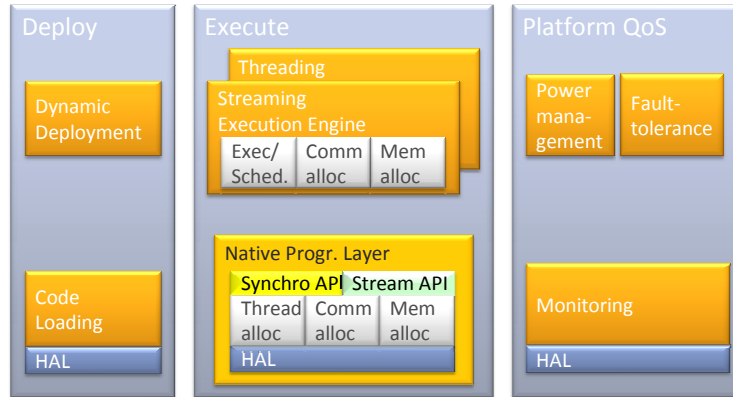 Deploy
Dynamic
Deployment
Code
Loading
HAL
Execute
Threading
Streaming
Execution Engine
Exec/
Sched.
Comm
alloc
Mem
alloc
Native Progr. Layer
Synchro API
Stream API
Thread
alloc
Comm
alloc
Mem
alloc
HAL
Platform QoS
Power
mana-
gement
Fault-
tolerance
Monitoring
HAL